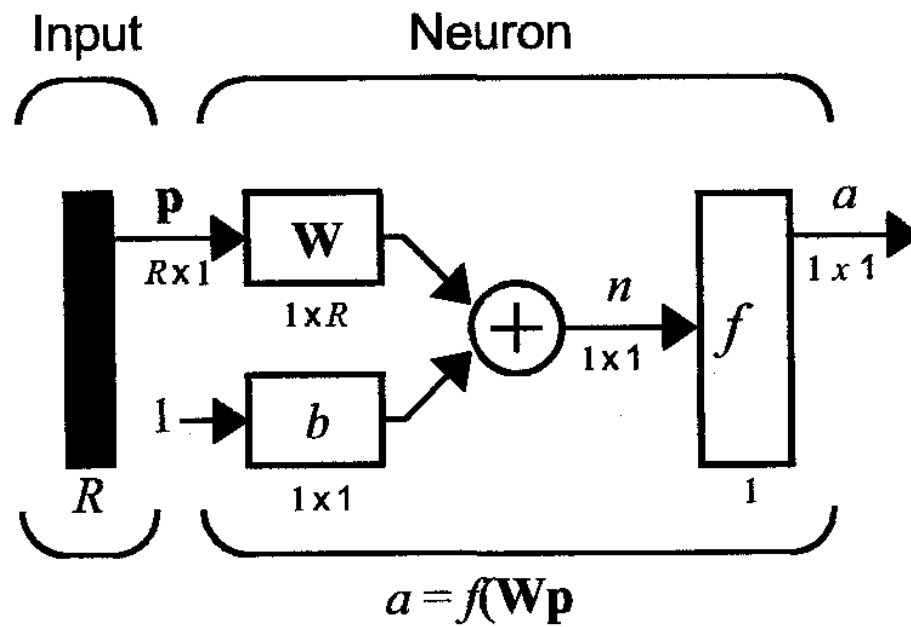 Input Neuron
p a
W
R x 1 1 x R n f 1 x 1
1 x 1
1 b
R 1 x 1 1
a = f(Wp